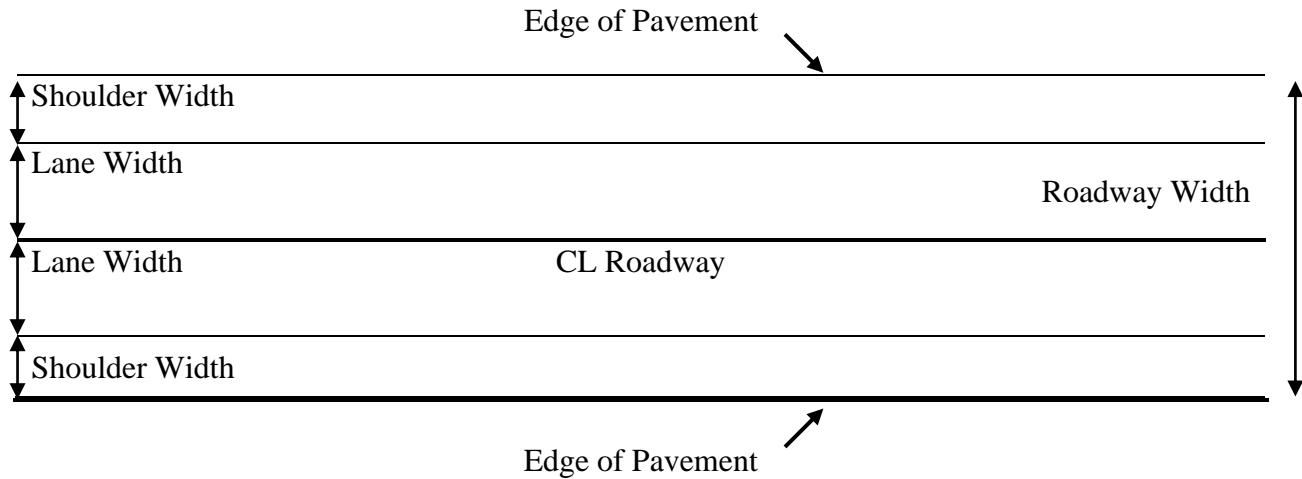 Edge of Pavement
Shoulder Width
Lane Width
Roadway Width
Lane Width
CL Roadway
Shoulder Width
Edge of Pavement